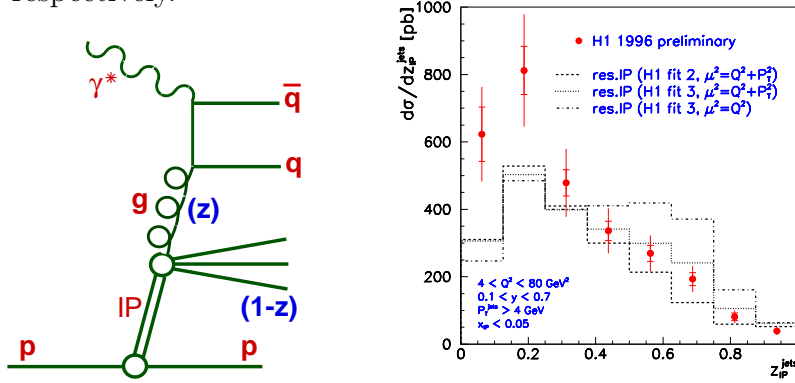 respectively.
γ*
q̅
q
g
(z)
IP
(1-z)
p
p
dσ/dz_IP^jets [pb]
1000
800
600
400
200
0
0
0.2
0.4
0.6
0.8
z_IP^jets
H1 1996 preliminary
res.IP (H1 fit 2, μ²=Q²+P_T²)
res.IP (H1 fit 3, μ²=Q²+P_T²)
res.IP (H1 fit 3, μ²=Q²)
4 < Q² < 80 GeV²
0.1 < y < 0.7
P_T^jets > 4 GeV
x_IP < 0.05